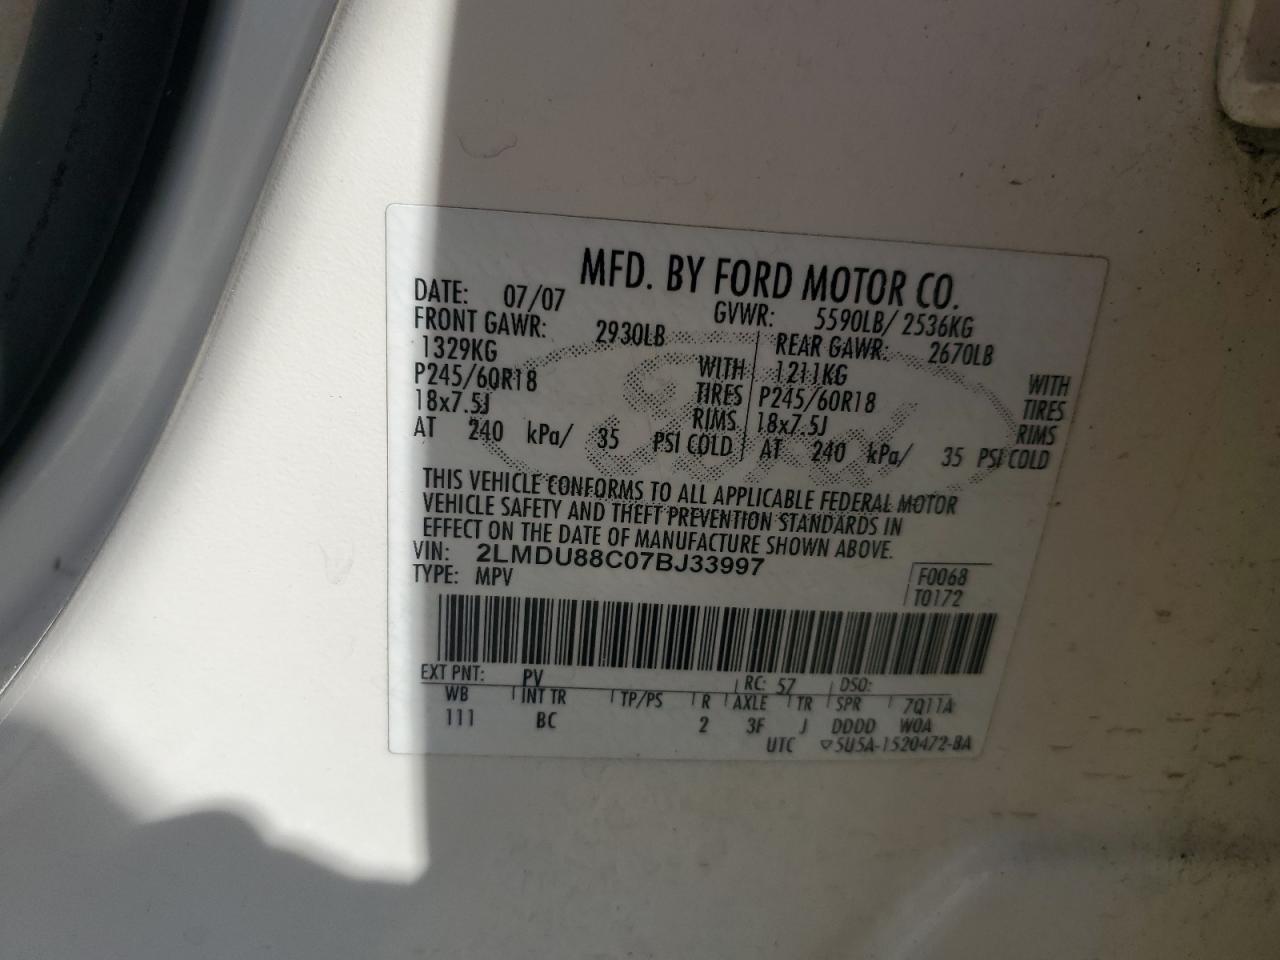 MFD. BY FORD MOTOR CO.
DATE: 07/07 GVWR: 5590LB/ 2536KG
FRONT GAWR: 2930LB REAR GAWR: 2670LB
1329KG WITH 1211KG WITH
P245/60R18 TIRES P245/60R18 TIRES
18x7.5J RIMS 18x7.5J RIMS
AT 240 kPa/ 35 PSI COLD AT 240 kPa/ 35 PSI COLD
THIS VEHICLE CONFORMS TO ALL APPLICABLE FEDERAL MOTOR
VEHICLE SAFETY AND THEFT PREVENTION STANDARDS IN
EFFECT ON THE DATE OF MANUFACTURE SHOWN ABOVE.
VIN: 2LMDU88C07BJ33997
TYPE: MPV F0068
T0172
EXT PNT: PV RC: 57 DSO:
WB INT TR TP/PS R AXLE TR SPR 7Q11A
111 BC 2 3F J DDDD WOA
UTC ▽5U5A-1520472-BA